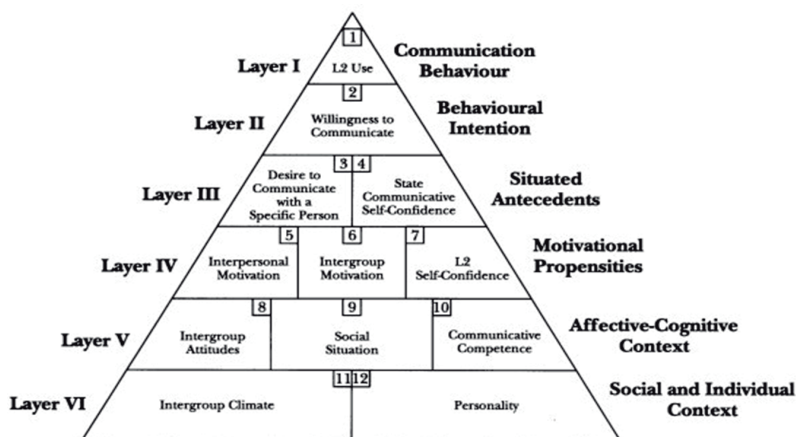 1
Layer I
L2 Use
Communication
Behaviour
2
Layer II
Willingness to
Communicate
Behavioural
Intention
3 4
Layer III
Desire to
Communicate
with a
Specific Person
State
Communicative
Self-Confidence
Situated
Antecedents
5 6 7
Layer IV
Interpersonal
Motivation
Intergroup
Motivation
L2
Self-Confidence
Motivational
Propensities
8 9 10
Layer V
Intergroup
Attitudes
Social
Situation
Communicative
Competence
Affective-Cognitive
Context
11 12
Layer VI
Intergroup Climate
Personality
Social and Individual
Context